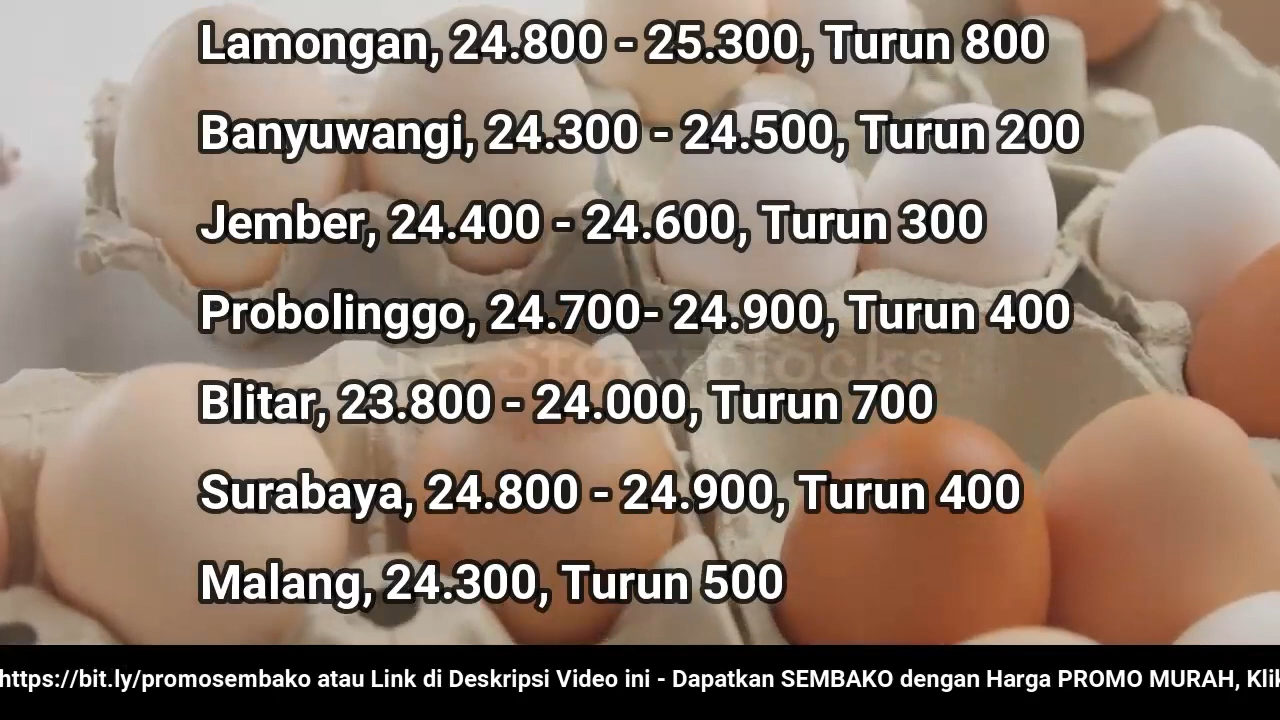 Lamongan, 24.800 - 25.300, Turun 800
Banyuwangi, 24.300 - 24.500, Turun 200
Jember, 24.400 - 24.600, Turun 300
Probolinggo, 24.700- 24.900, Turun 400
Storyblocks
Blitar, 23.800 - 24.000, Turun 700
Surabaya, 24.800 - 24.900, Turun 400
Malang, 24.300, Turun 500
https://bit.ly/promosembako atau Link di Deskripsi Video ini - Dapatkan SEMBAKO dengan Harga PROMO MURAH, Klik